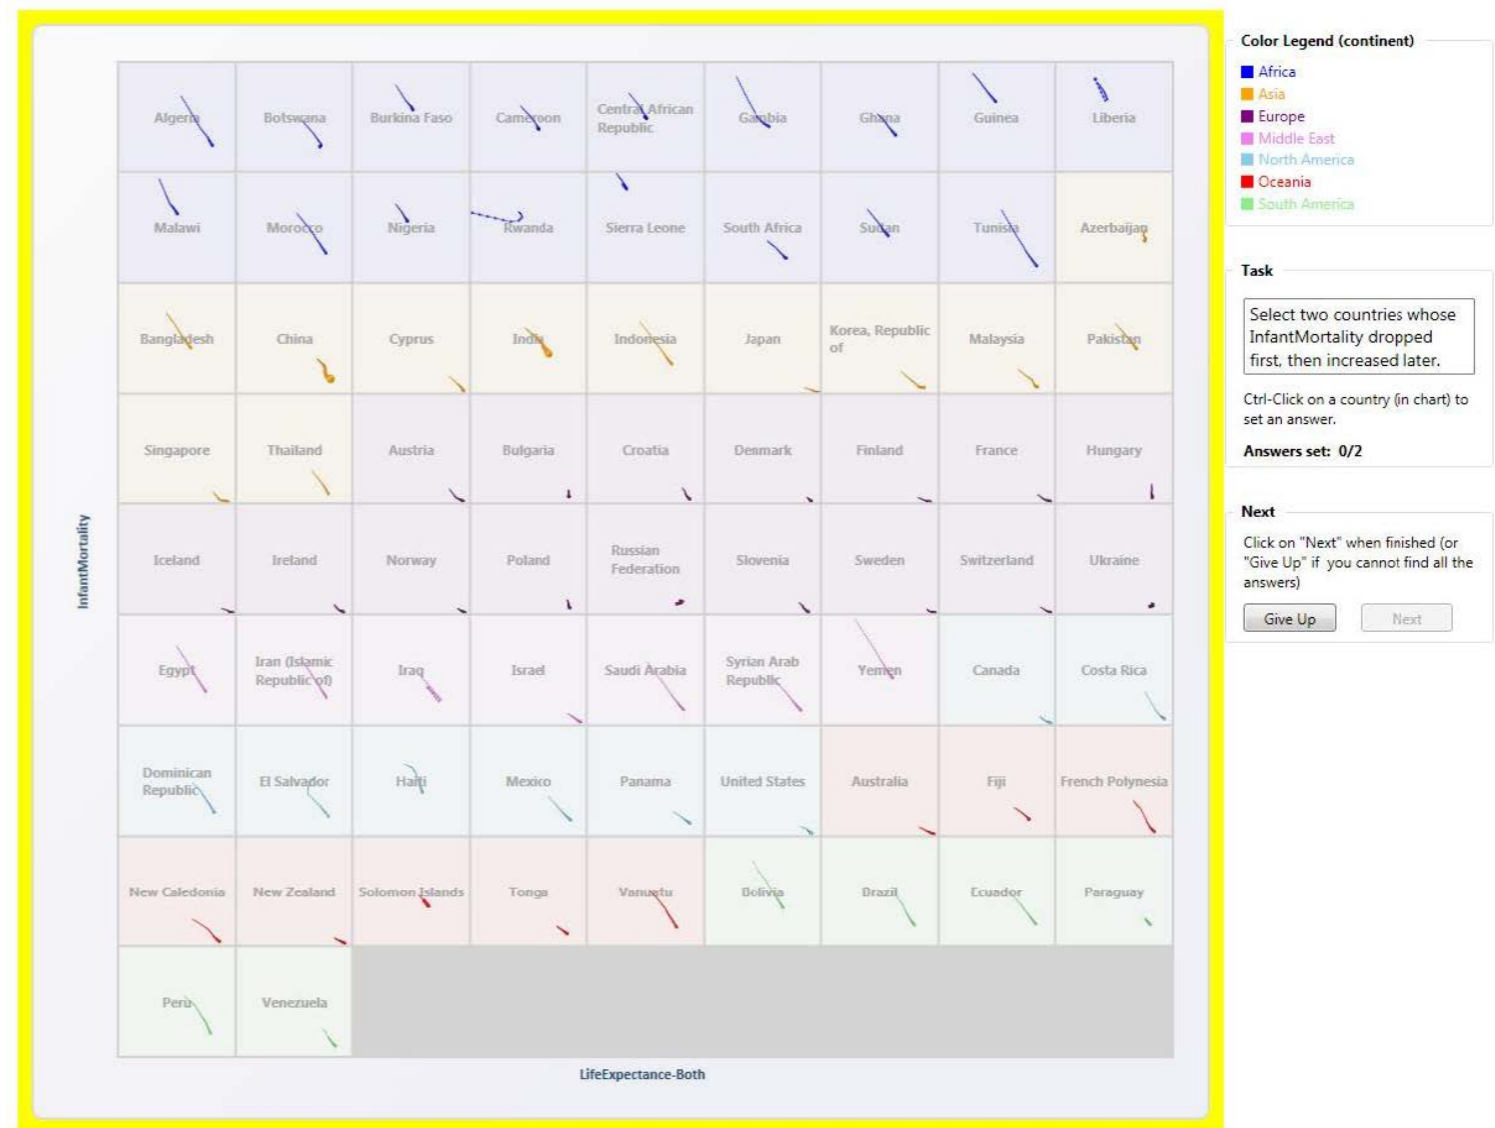 Color Legend (continent)
Africa
Asia
Europe
Middle East
North America
Oceania
South America
Task
Select two countries whose
InfantMortality dropped
first, then increased later.
Ctrl-Click on a country (in chart) to
set an answer.
Answers set: 0/2
Next
Click on "Next" when finished (or
"Give Up" if you cannot find all the
answers)
Give Up Next
InfantMortality
Algeria Botswana Burkina Faso Cameroon Central African Gambia Ghana Guinea Liberia
Republic
Malawi Morocco Nigeria Rwanda Sierra Leone South Africa Sudan Tunisia Azerbaijan
Bangladesh China Cyprus India Indonesia Japan Korea, Republic Malaysia Pakistan
of
Singapore Thailand Austria Bulgaria Croatia Denmark Finland France Hungary
Iceland Ireland Norway Poland Russian Slovenia Sweden Switzerland Ukraine
Federation
Egypt Iran (Islamic Iraq Israel Saudi Arabia Syrian Arab Yemen Canada Costa Rica
Republic of) Republic
Dominican El Salvador Haiti Mexico Panama United States Australia Fiji French Polynesia
Republic
New Caledonia New Zealand Solomon Islands Tonga Vanuatu Bolivia Brazil Ecuador Paraguay
Peru Venezuela
LifeExpectance-Both